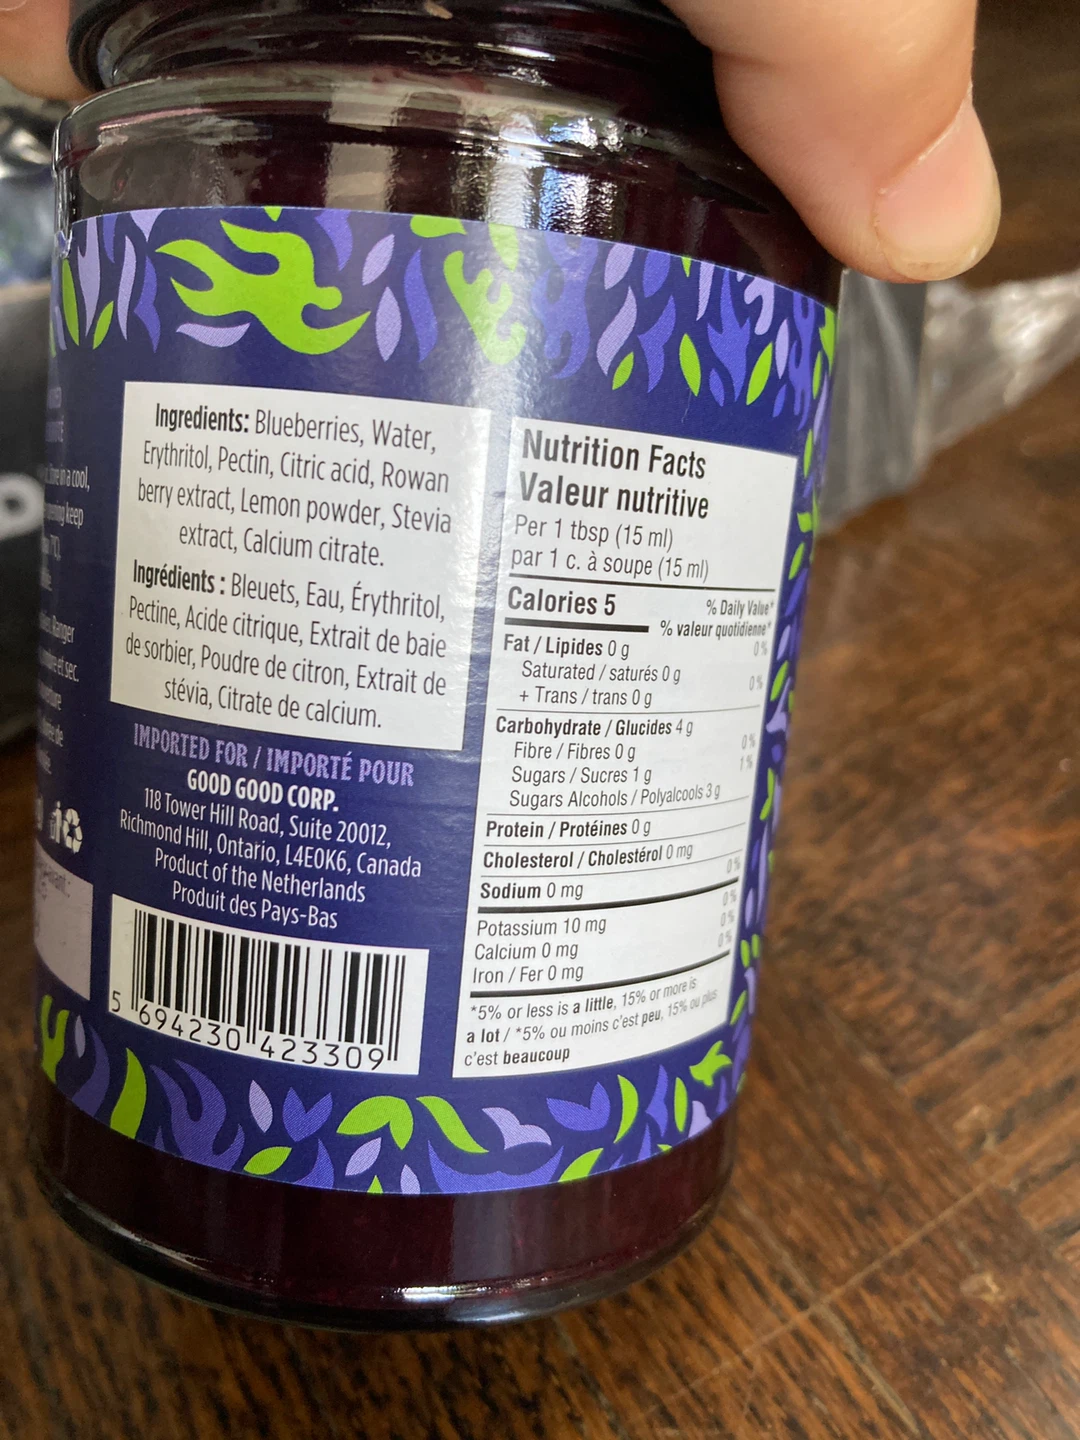 e in a cool,
keep
7°C),
Ranger
et sec.
Ingredients: Blueberries, Water,
Erythritol, Pectin, Citric acid, Rowan
berry extract, Lemon powder, Stevia
extract, Calcium citrate.
Ingrédients : Bleuets, Eau, Érythritol,
Pectine, Acide citrique, Extrait de baie
de sorbier, Poudre de citron, Extrait de
stévia, Citrate de calcium.
IMPORTED FOR / IMPORTÉ POUR
GOOD GOOD CORP.
118 Tower Hill Road, Suite 20012,
Richmond Hill, Ontario, L4E0K6, Canada
Product of the Netherlands
Produit des Pays-Bas
5 694230 423309
Nutrition Facts
Valeur nutritive
Per 1 tbsp (15 ml)
par 1 c. à soupe (15 ml)
Calories 5 % Daily Value*
% valeur quotidienne*
Fat / Lipides 0 g 0%
Saturated / saturés 0 g 0%
+ Trans / trans 0 g
Carbohydrate / Glucides 4 g
Fibre / Fibres 0 g 0%
Sugars / Sucres 1 g 1%
Sugars Alcohols / Polyalcools 3 g
Protein / Protéines 0 g
Cholesterol / Cholestérol 0 mg
Sodium 0 mg 0%
Potassium 10 mg 0%
Calcium 0 mg 0%
Iron / Fer 0 mg 0%
*5% or less is a little, 15% or more is
a lot / *5% ou moins c'est peu, 15% ou plus
c'est beaucoup